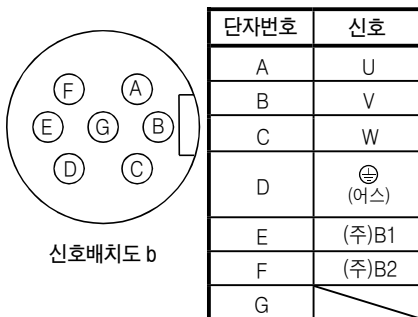 F A
E G B
D C
신호배치도 b
단자번호 신호
A U
B V
C W
D (어스)
E (주)B1
F (주)B2
G